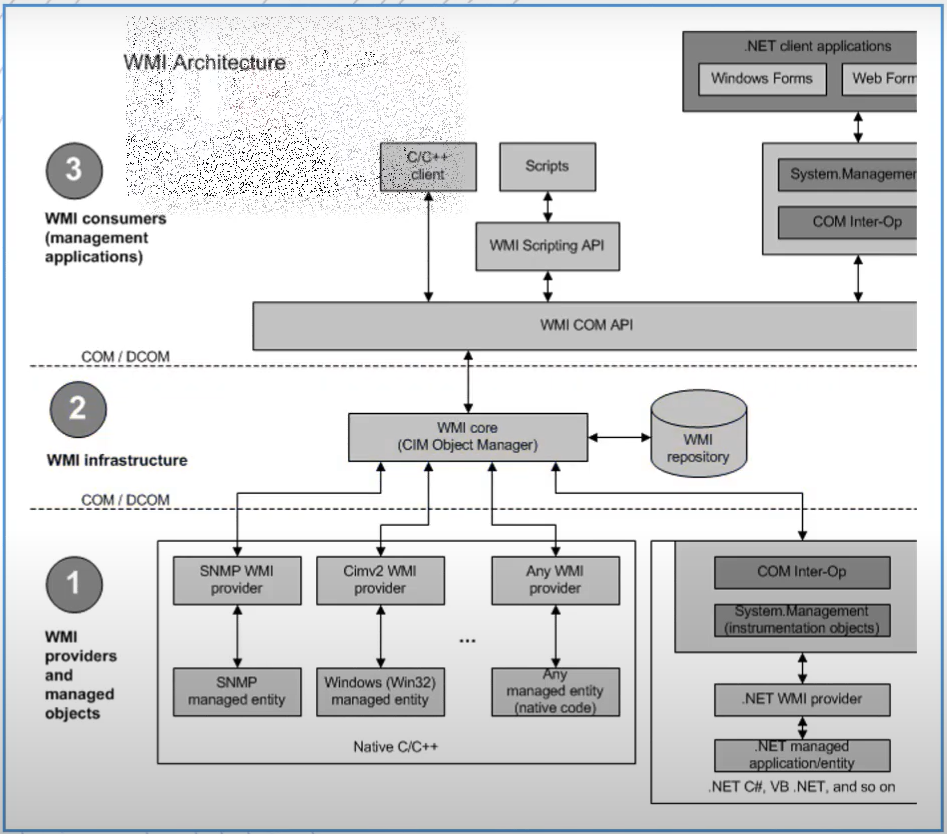 WMI Architecture
.NET client applications
Windows Forms
Web Form
3
WMI consumers
(management
applications)
C/C++
client
Scripts
WMI Scripting API
System.Managemen
COM Inter-Op
WMI COM API
COM / DCOM
2
WMI infrastructure
WMI core
(CIM Object Manager)
WMI
repository
COM / DCOM
1
WMI
providers
and
managed
objects
SNMP WMI
provider
Cimv2 WMI
provider
Any WMI
provider
...
SNMP
managed entity
Windows (Win32)
managed entity
Any
managed entity
(native code)
Native C/C++
COM Inter-Op
System.Management
(instrumentation objects)
.NET WMI provider
.NET managed
application/entity
.NET C#, VB .NET, and so on